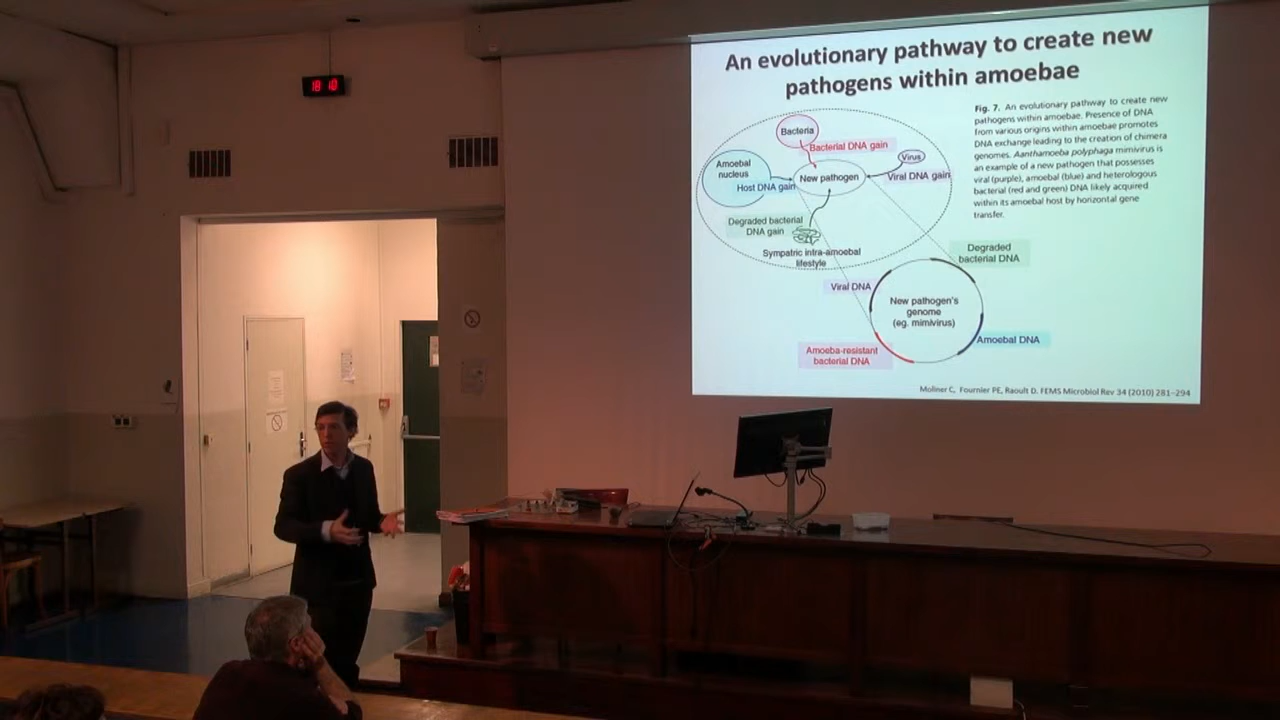 18 10
An evolutionary pathway to create new
pathogens within amoebae
Bacteria
Bacterial DNA gain
Amoebal
nucleus
Host DNA gain
New pathogen
Virus
Viral DNA gain
Degraded bacterial
DNA gain
Sympatric intra-amoebal
lifestyle
Fig. 7. An evolutionary pathway to create new
pathogens within amoebae. Presence of DNA
from various origins within amoebae promotes
DNA exchange leading to the creation of chimera
genomes. Aanthamoeba polyphaga mimivirus is
an example of a new pathogen that possesses
viral (purple), amoebal (blue) and heterologous
bacterial (red and green) DNA likely acquired
within its amoebal host by horizontal gene
transfer.
Degraded
bacterial DNA
Viral DNA
New pathogen's
genome
(eg. mimivirus)
Amoebal DNA
Amoeba-resistant
bacterial DNA
Moliner C, Fournier PE, Raoult D. FEMS Microbiol Rev 34 (2010) 281–294